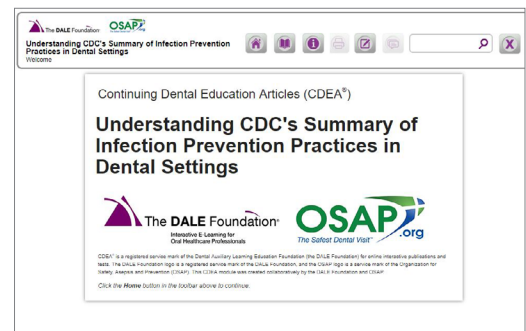 The DALE Foundation
OSAP
Understanding CDC's Summary of Infection Prevention
Practices in Dental Settings
Welcome
Continuing Dental Education Articles (CDEA®)
Understanding CDC's Summary of
Infection Prevention Practices in
Dental Settings
The DALE Foundation®
Interactive E-Learning for
Oral Healthcare Professionals
OSAP.org
The Safest Dental Visit™
CDEA® is a registered service mark of the Dental Auxiliary Learning Education Foundation (the DALE Foundation) for online interactive publications and
tests. The DALE Foundation logo is a registered service mark of the DALE Foundation, and the OSAP logo is a service mark of the Organization for
Safety, Asepsis and Prevention (OSAP). This CDEA module was created collaboratively by the DALE Foundation and OSAP.
Click the Home button in the toolbar above to continue.